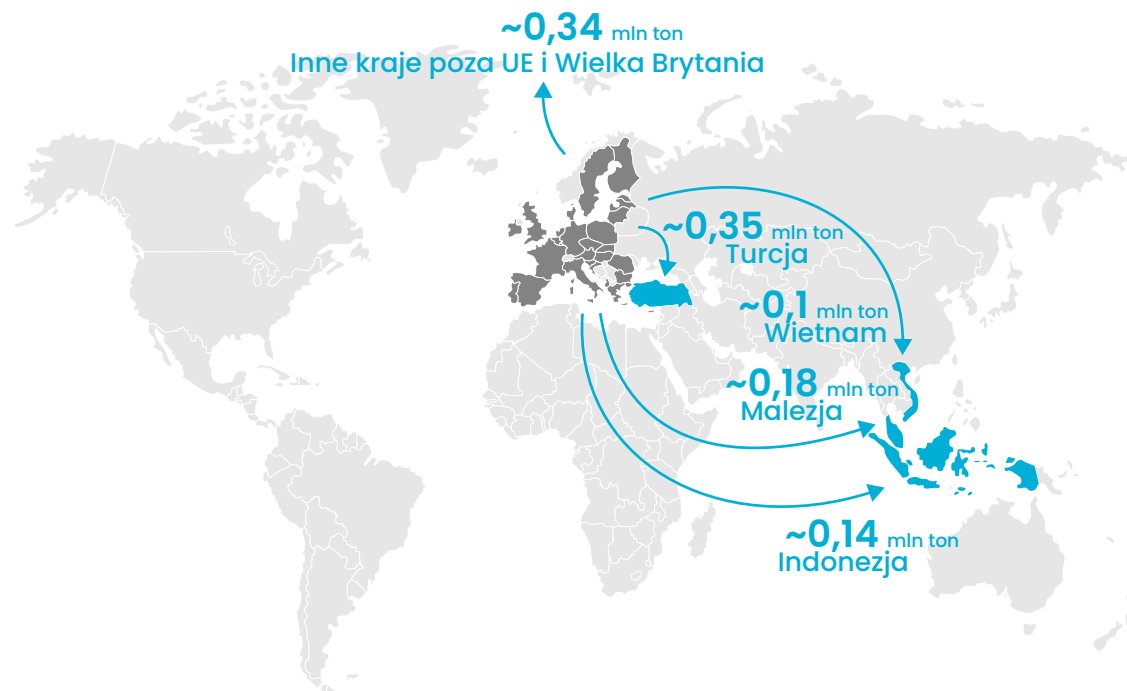 ~0,34 mln ton
Inne kraje poza UE i Wielka Brytania
~0,35 mln ton
Turcja
~0,1 mln ton
Wietnam
~0,18 mln ton
Malezja
~0,14 mln ton
Indonezja